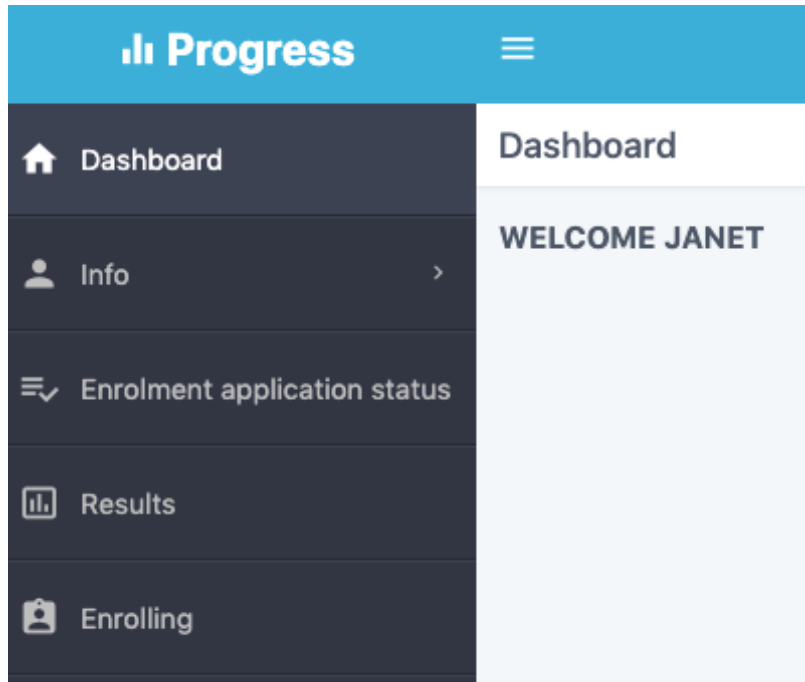 Progress
Dashboard
Info
Enrolment application status
Results
Enrolling
Dashboard
WELCOME JANET